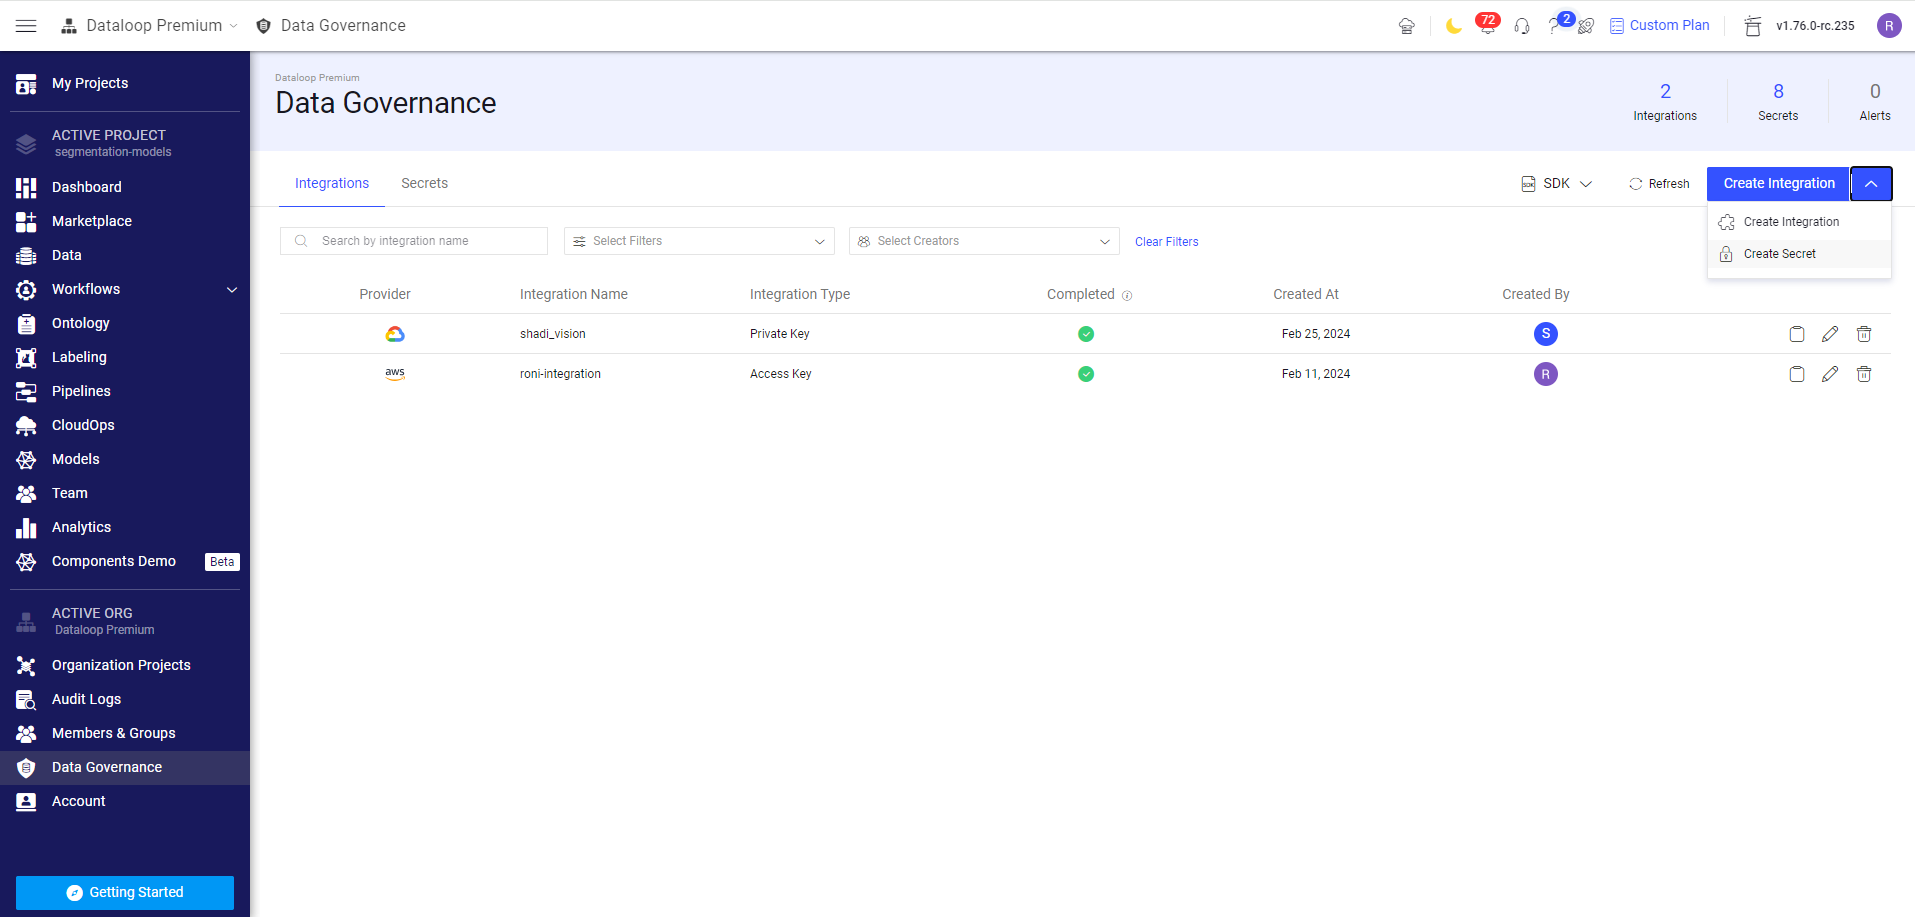 Dataloop Premium
Data Governance
72
2
Custom Plan
v1.76.0-rc.235
R
My Projects
ACTIVE PROJECT
segmentation-models
Dashboard
Marketplace
Data
Workflows
Ontology
Labeling
Pipelines
CloudOps
Models
Team
Analytics
Components Demo
Beta
ACTIVE ORG
Dataloop Premium
Organization Projects
Audit Logs
Members & Groups
Data Governance
Account
Getting Started
Dataloop Premium
Data Governance
2
Integrations
8
Secrets
0
Alerts
Integrations
Secrets
SDK
SDK
Refresh
Create Integration
Create Integration
Create Secret
Search by integration name
Select Filters
Select Creators
Clear Filters
Provider
Integration Name
Integration Type
Completed
Created At
Created By
shadi_vision
Private Key
Feb 25, 2024
S
aws
roni-integration
Access Key
Feb 11, 2024
R